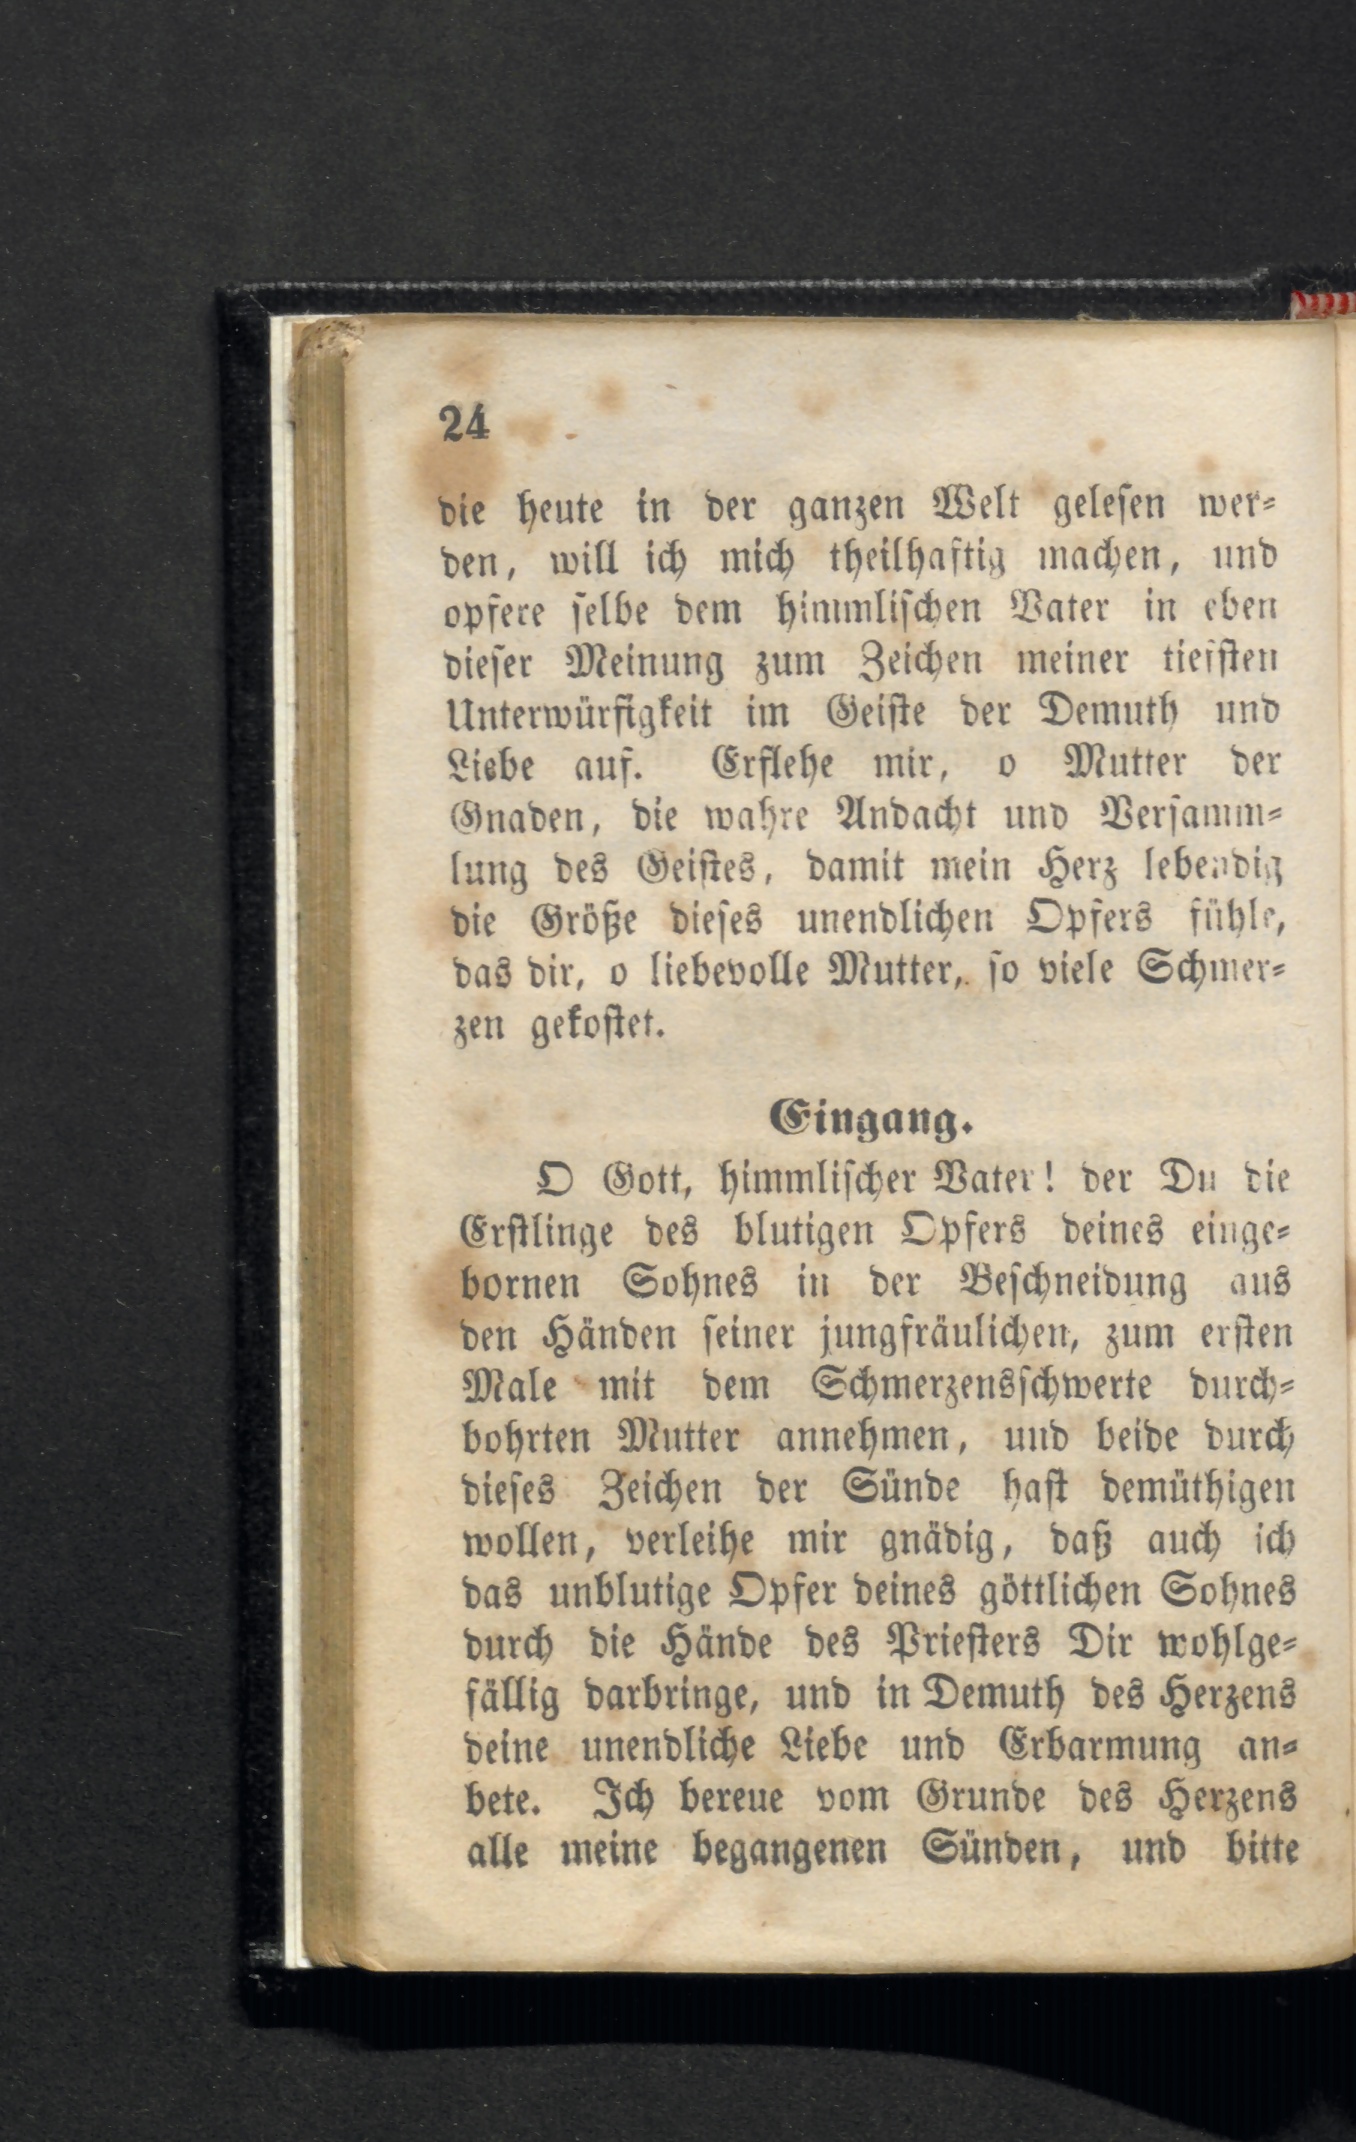 24
die heute in der ganzen Welt gelesen wer=
den, will ich mich theilhaftig machen, und
opfere selbe dem himmlischen Vater in eben
dieser Meinung zum Zeichen meiner tiefsten
Unterwürfigkeit im Geiste der Demuth und
Liebe auf. Erflehe mir, o Mutter der
Gnaden, die wahre Andacht und Versamm=
lung des Geistes, damit mein Herz lebendig
die Größe dieses unendlichen Opfers fühle,
das dir, o liebevolle Mutter, so viele Schmer=
zen gekostet.
Eingang.
O Gott, himmlischer Vater! der Du die
Erstlinge des blutigen Opfers deines einge=
bornen Sohnes in der Beschneidung aus
den Händen seiner jungfräulichen, zum ersten
Male mit dem Schmerzensschwerte durch=
bohrten Mutter annehmen, und beide durch
dieses Zeichen der Sünde hast demüthigen
wollen, verleihe mir gnädig, daß auch ich
das unblutige Opfer deines göttlichen Sohnes
durch die Hände des Priesters Dir wohlge=
fällig darbringe, und in Demuth des Herzens
deine unendliche Liebe und Erbarmung an=
bete. Ich bereue vom Grunde des Herzens
alle meine begangenen Sünden, und bitte